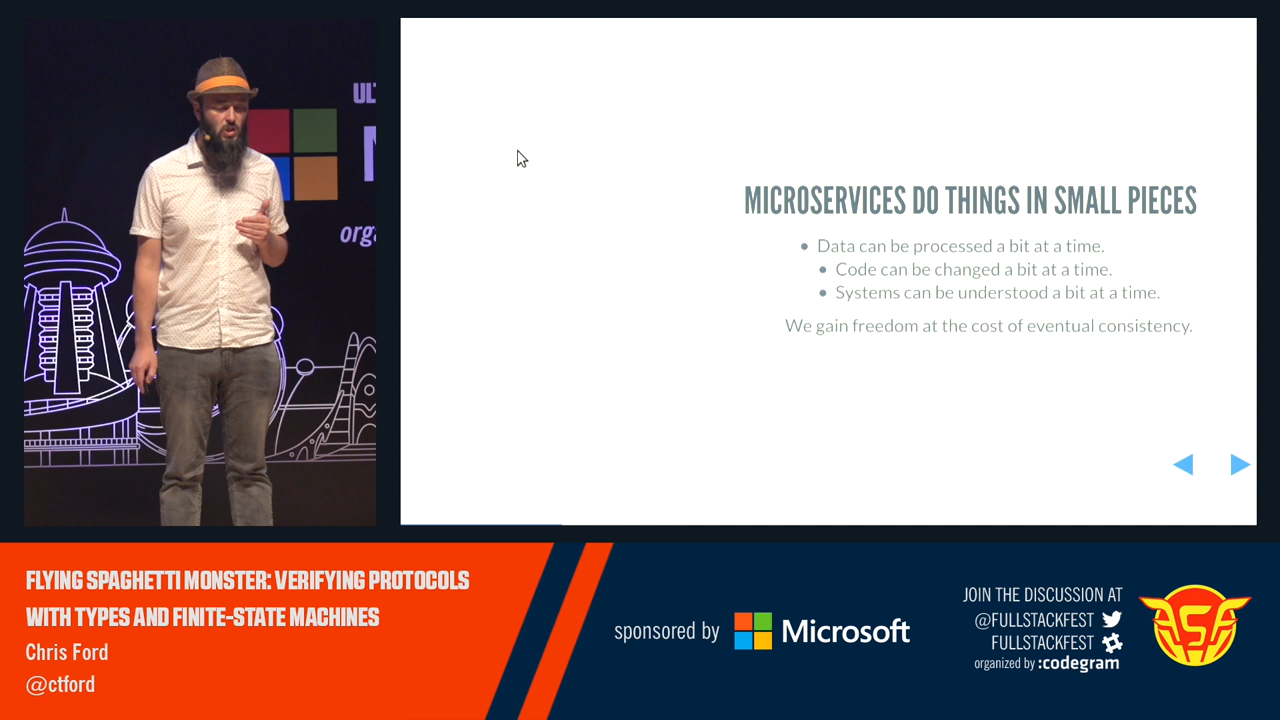 UL
orga
MICROSERVICES DO THINGS IN SMALL PIECES
Data can be processed a bit at a time.
Code can be changed a bit at a time.
Systems can be understood a bit at a time.
We gain freedom at the cost of eventual consistency.
FLYING SPAGHETTI MONSTER: VERIFYING PROTOCOLS
WITH TYPES AND FINITE-STATE MACHINES
Chris Ford
@ctford
sponsored by Microsoft
JOIN THE DISCUSSION AT
@FULLSTACKFEST
FULLSTACKFEST
organized by :codegram
FSF